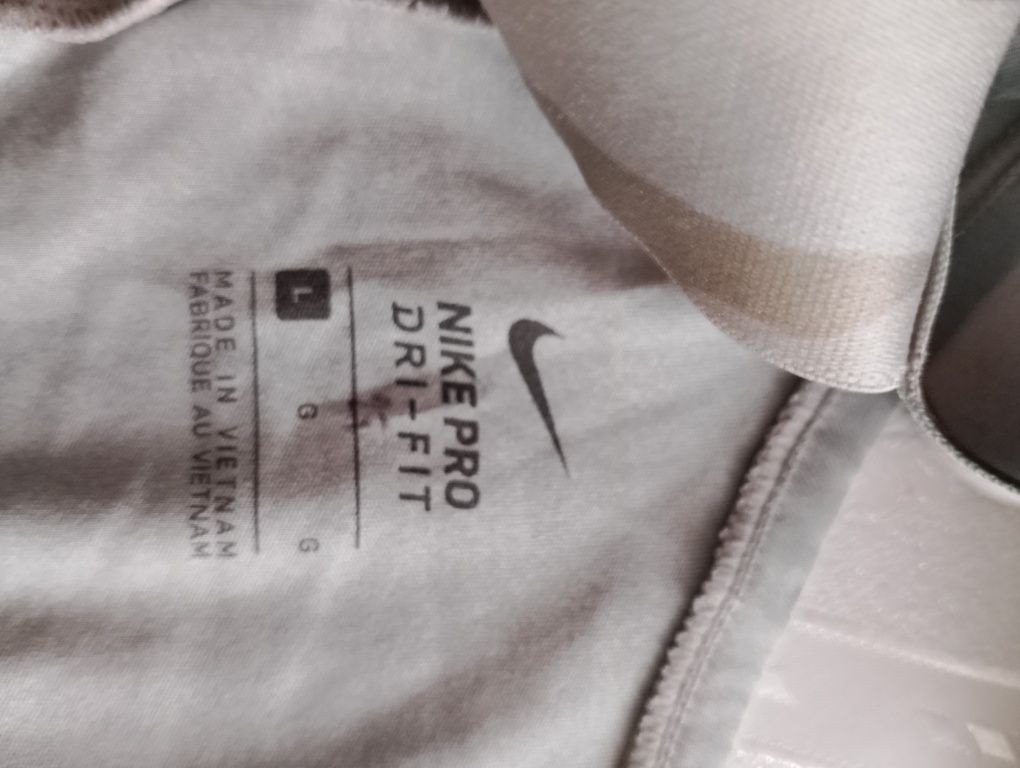 NIKE PRO
DRI-FIT
L G G
MADE IN VIETNAM
FABRIQUE AU VIETNAM